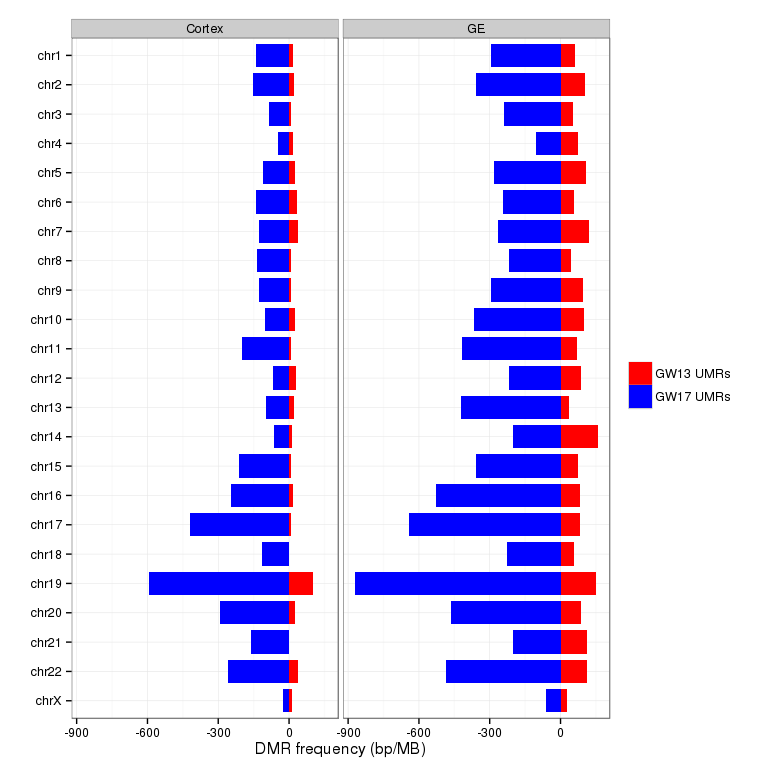 Cortex GE
chr1
chr2
chr3
chr4
chr5
chr6
chr7
chr8
chr9
chr10
chr11
chr12
chr13
chr14
chr15
chr16
chr17
chr18
chr19
chr20
chr21
chr22
chrX
GW13 UMRs
GW17 UMRs
-900 -600 -300 0 -900 -600 -300 0
DMR frequency (bp/MB)